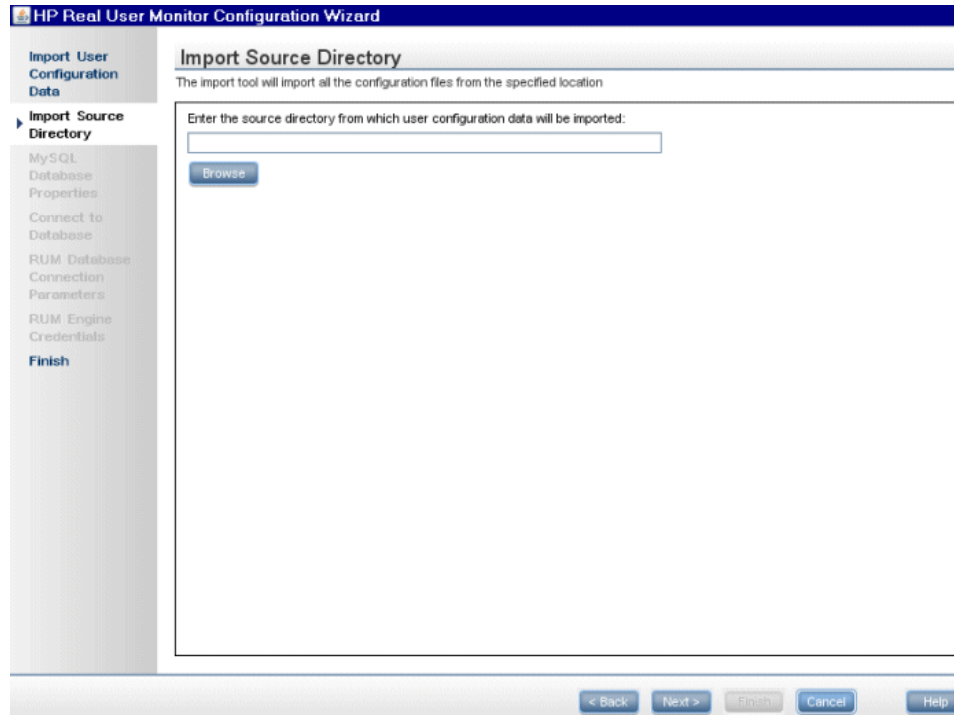 HP Real User Monitor Configuration Wizard
Import User
Configuration
Data
Import Source
Directory
MySQL
Database
Properties
Connect to
Database
RUM Database
Connection
Parameters
RUM Engine
Credentials
Finish
Import Source Directory
The import tool will import all the configuration files from the specified location
Enter the source directory from which user configuration data will be imported:
Browse
< Back
Next >
Finish
Cancel
Help